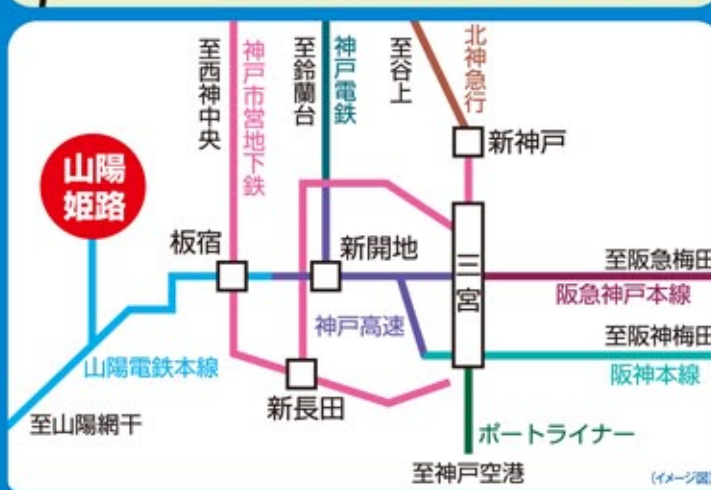 至西神中央
神戸市営地下鉄
至鈴蘭台
神戸電鉄
至谷上
北神急行
新神戸
山陽
姫路
板宿
新開地
三宮
至阪急梅田
阪急神戸本線
神戸高速
至阪神梅田
阪神本線
山陽電鉄本線
新長田
至山陽網干
ポートライナー
至神戸空港
(イメージ図)